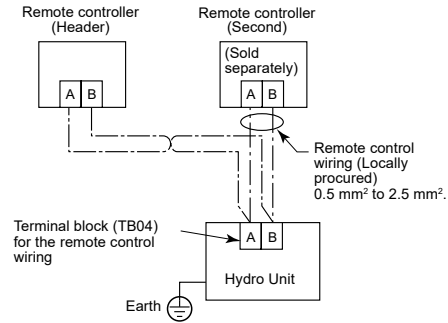 Remote controller
(Header)
Remote controller
(Second)
(Sold
separately)
A B
A B
Remote control
wiring (Locally
procured)
0.5 mm² to 2.5 mm².
Terminal block (TB04)
for the remote control
wiring
A B
Hydro Unit
Earth